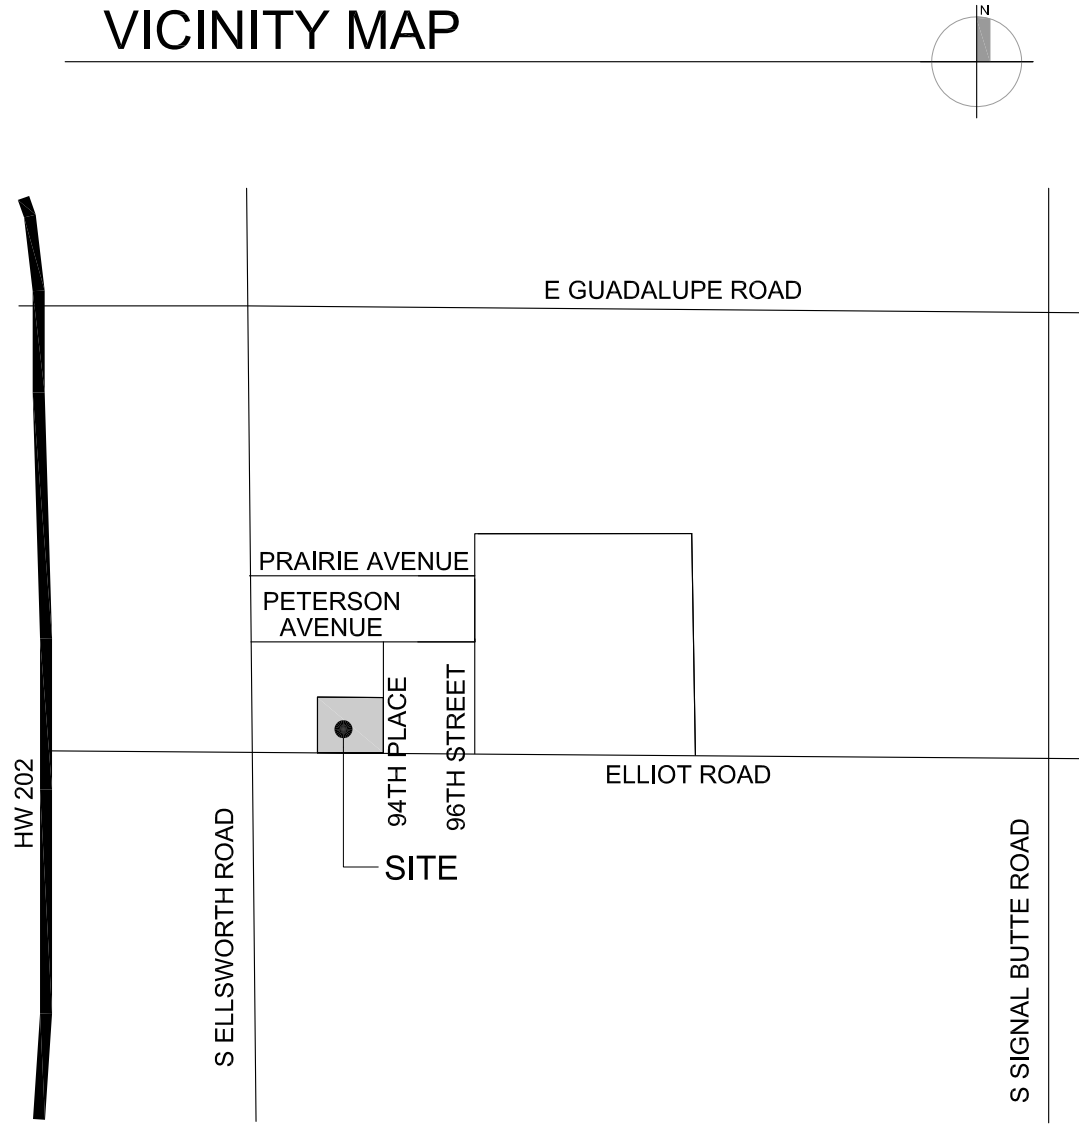 VICINITY MAP
N
E GUADALUPE ROAD
PRAIRIE AVENUE
PETERSON
AVENUE
94TH PLACE
96TH STREET
ELLIOT ROAD
HW 202
SITE
S ELLSWORTH ROAD
S SIGNAL BUTTE ROAD